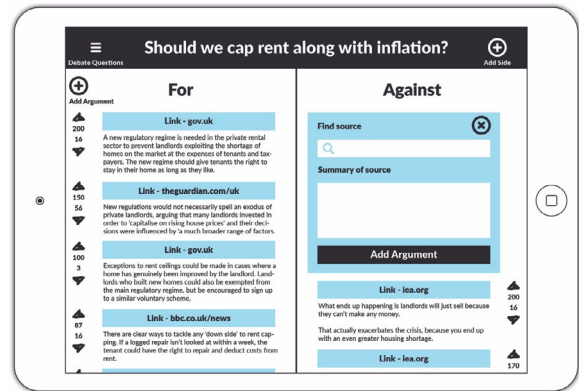 Should we cap rent along with inflation?
Debate Questions
Add Side
Add Argument
For
200
16
Link - gov.uk
A new regulatory regime is needed in the private rental
sector to prevent landlords exploiting the shortage of
homes on the market at the expenses of tenants and tax-
payers. The new regime should give tenants the right to
stay in their home as long as they like.
150
56
Link - theguardian.com/uk
New regulations would not necessarily spell an exodus of
private landlords, arguing that many landlords invested in
order to 'capitalise on rising house prices' and their deci-
sions were influenced by 'a much broader range of factors.
100
3
Link - gov.uk
Exceptions to rent ceilings could be made in cases where a
home has genuinely been improved by the landlord. Land-
lords who built new homes could also be exempted from
the main regulatory regime, but be encouraged to sign up
to a similar voluntary scheme.
87
16
Link - bbc.co.uk/news
There are clear ways to tackle any 'down side' to rent cap-
ping. If a logged repair isn't looked at within a week, the
tenant could have the right to repair and deduct costs from
rent.
Against
Find source
Summary of source
Add Argument
Link - iea.org
200
16
What ends up happening is landlords will just sell because
they can't make any money.
That actually exacerbates the crisis, because you end up
with an even greater housing shortage.
Link - iea.org
170